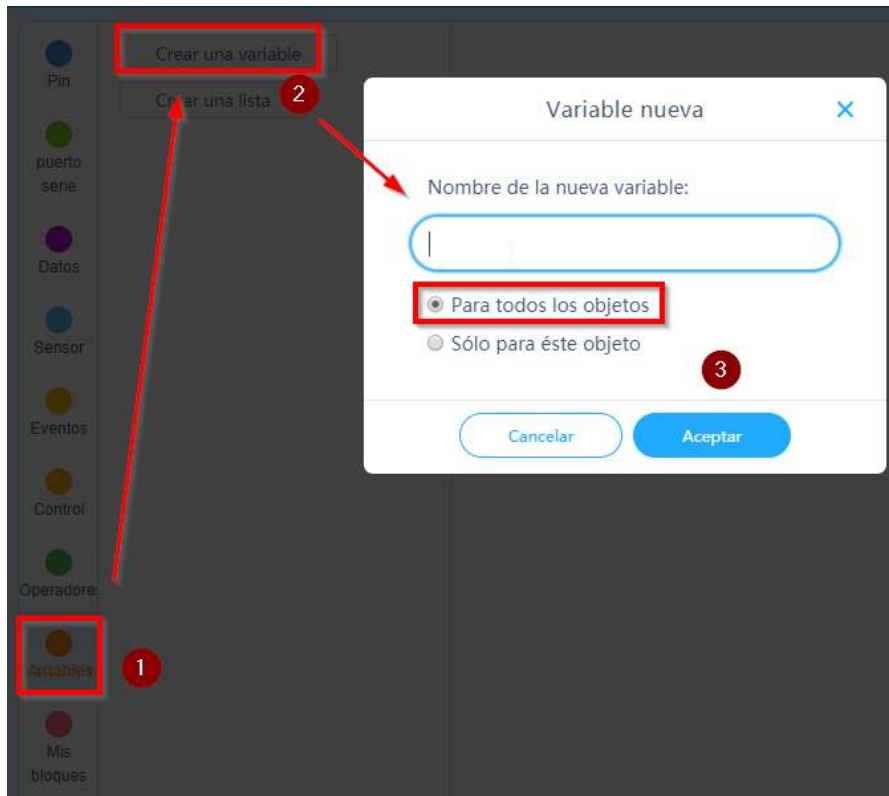 Pin
puerto
serie
Datos
Sensor
Eventos
Control
Operadores
Variables
Mis
bloques
Crear una variable
Crear una lista
2
Variable nueva
Nombre de la nueva variable:
Para todos los objetos
Sólo para éste objeto
3
Cancelar
Aceptar
1